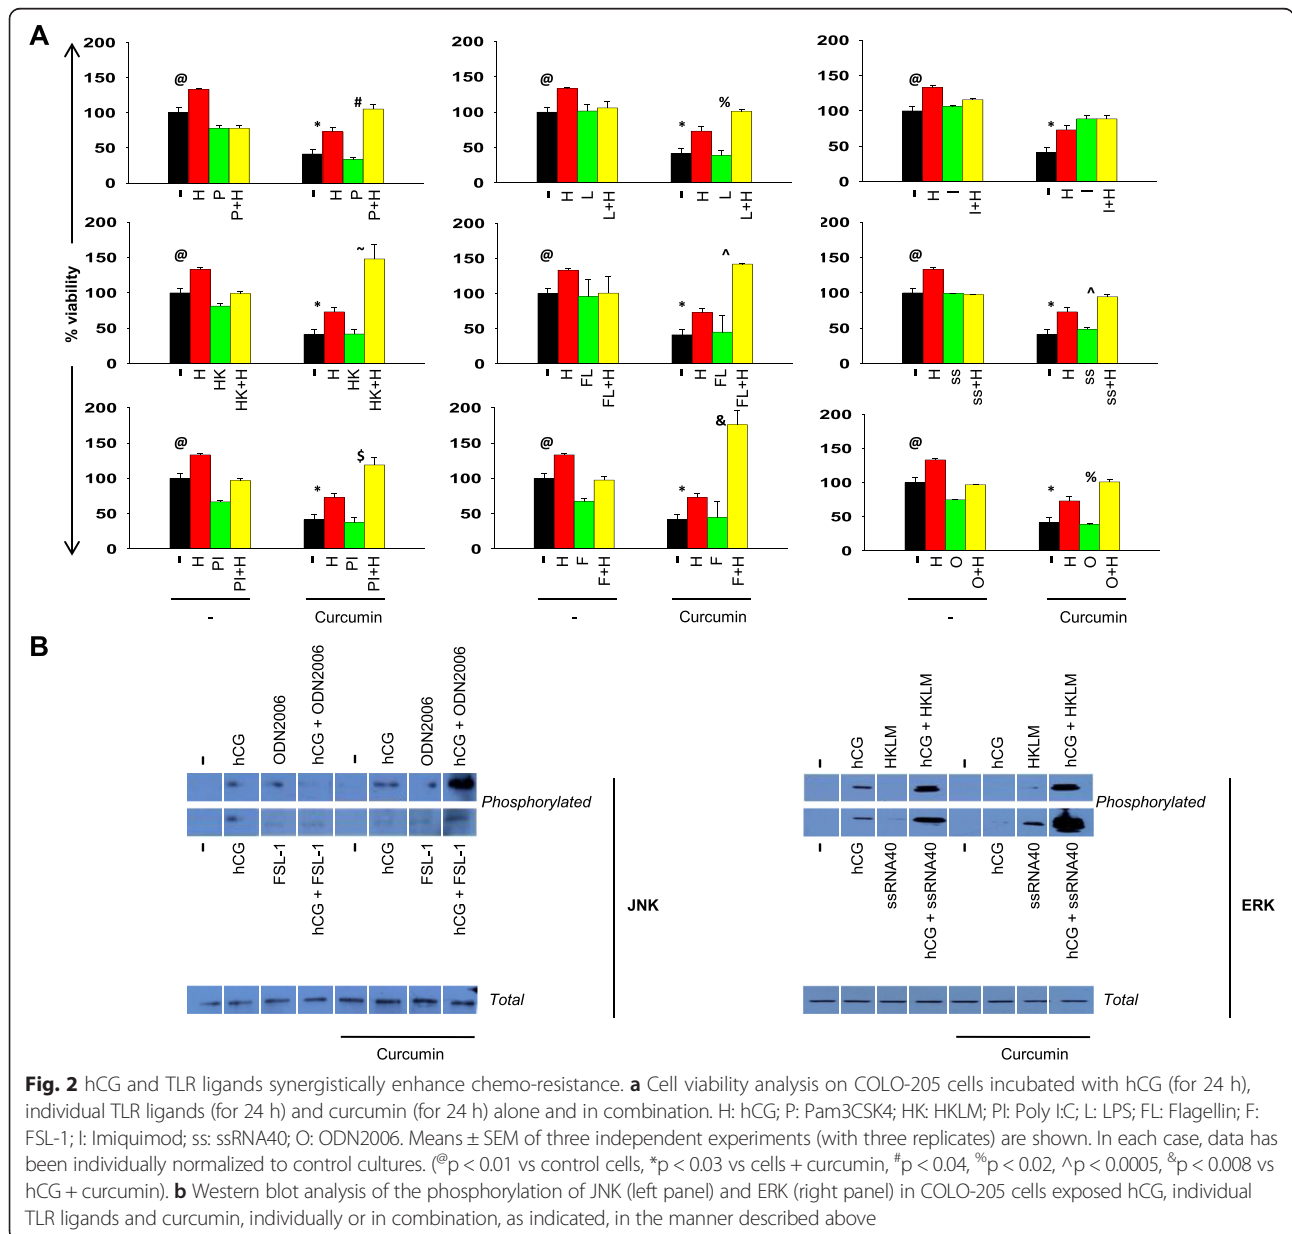 A
% viability
200
150
100
50
0
@
*
#
-
H
P
P+H
-
H
P
P+H
200
150
100
50
0
@
*
%
-
H
L
L+H
-
H
L
L+H
200
150
100
50
0
@
*
-
H
I
I+H
-
H
I
I+H
200
150
100
50
0
@
*
~
-
H
HK
HK+H
-
H
HK
HK+H
200
150
100
50
0
@
*
^
-
H
FL
FL+H
-
H
FL
FL+H
200
150
100
50
0
@
*
^
-
H
ss
ss+H
-
H
ss
ss+H
200
150
100
50
0
@
*
$
-
H
PI
PI+H
-
H
PI
PI+H
200
150
100
50
0
@
*
&
-
H
F
F+H
-
H
F
F+H
200
150
100
50
0
@
*
%
-
H
O
O+H
-
H
O
O+H
-
Curcumin
-
Curcumin
-
Curcumin
B
-
hCG
ODN2006
hCG + ODN2006
-
hCG
ODN2006
hCG + ODN2006
Phosphorylated
-
hCG
FSL-1
hCG + FSL-1
-
hCG
FSL-1
hCG + FSL-1
JNK
Total
Curcumin
-
hCG
HKLM
hCG + HKLM
-
hCG
HKLM
hCG + HKLM
Phosphorylated
-
hCG
ssRNA40
hCG + ssRNA40
-
hCG
ssRNA40
hCG + ssRNA40
ERK
Total
Curcumin
Fig. 2 hCG and TLR ligands synergistically enhance chemo-resistance. a Cell viability analysis on COLO-205 cells incubated with hCG (for 24 h),
individual TLR ligands (for 24 h) and curcumin (for 24 h) alone and in combination. H: hCG; P: Pam3CSK4; HK: HKLM; PI: Poly I:C; L: LPS; FL: Flagellin; F:
FSL-1; I: Imiquimod; ss: ssRNA40; O: ODN2006. Means ± SEM of three independent experiments (with three replicates) are shown. In each case, data has
been individually normalized to control cultures. (@p < 0.01 vs control cells, *p < 0.03 vs cells + curcumin, #p < 0.04, %p < 0.02, ^p < 0.0005, &p < 0.008 vs
hCG + curcumin). b Western blot analysis of the phosphorylation of JNK (left panel) and ERK (right panel) in COLO-205 cells exposed hCG, individual
TLR ligands and curcumin, individually or in combination, as indicated, in the manner described above